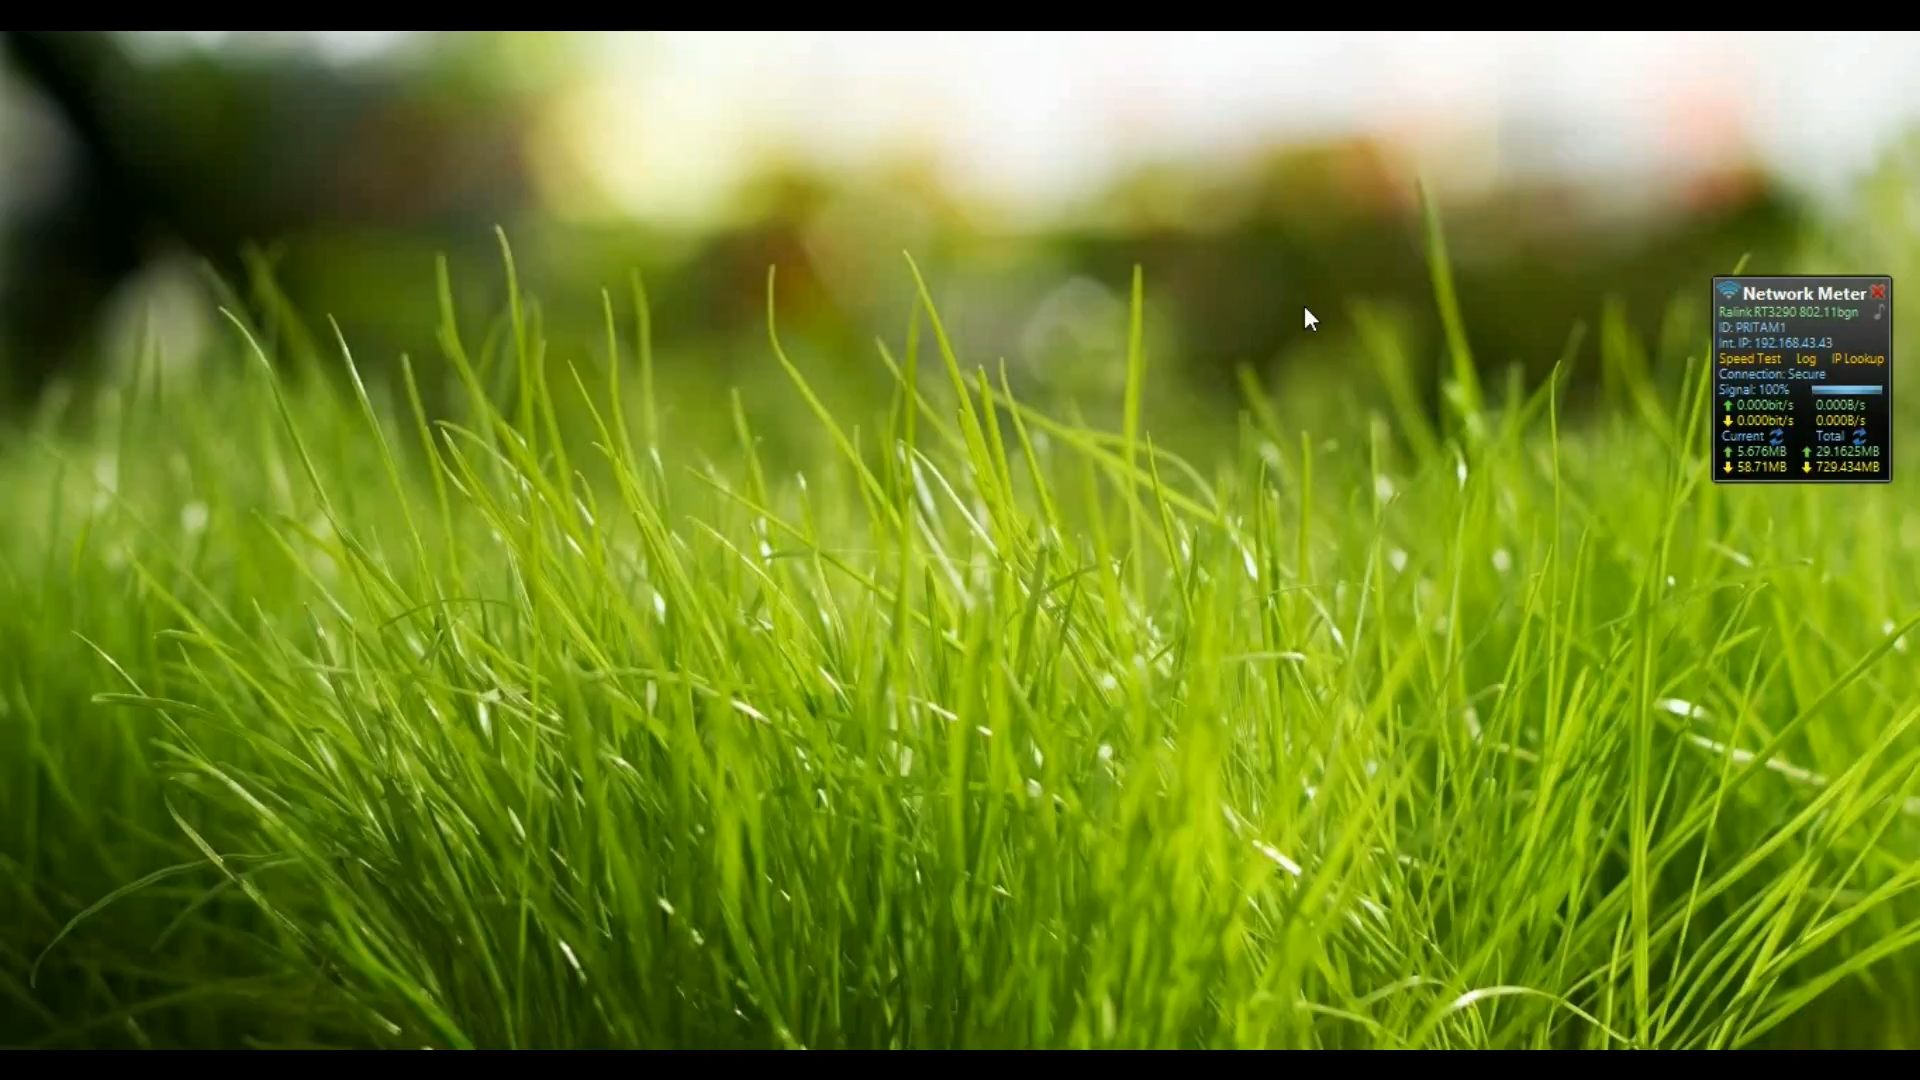 Network Meter
Ralink RT3290 802.11bgn
ID: PRITAM1
Int. IP: 192.168.43.43
Speed Test Log IP Lookup
Connection: Secure
Signal: 100%
0.000bit/s 0.000B/s
0.000bit/s 0.000B/s
Current Total
5.676MB 29.1625MB
58.71MB 729.434MB